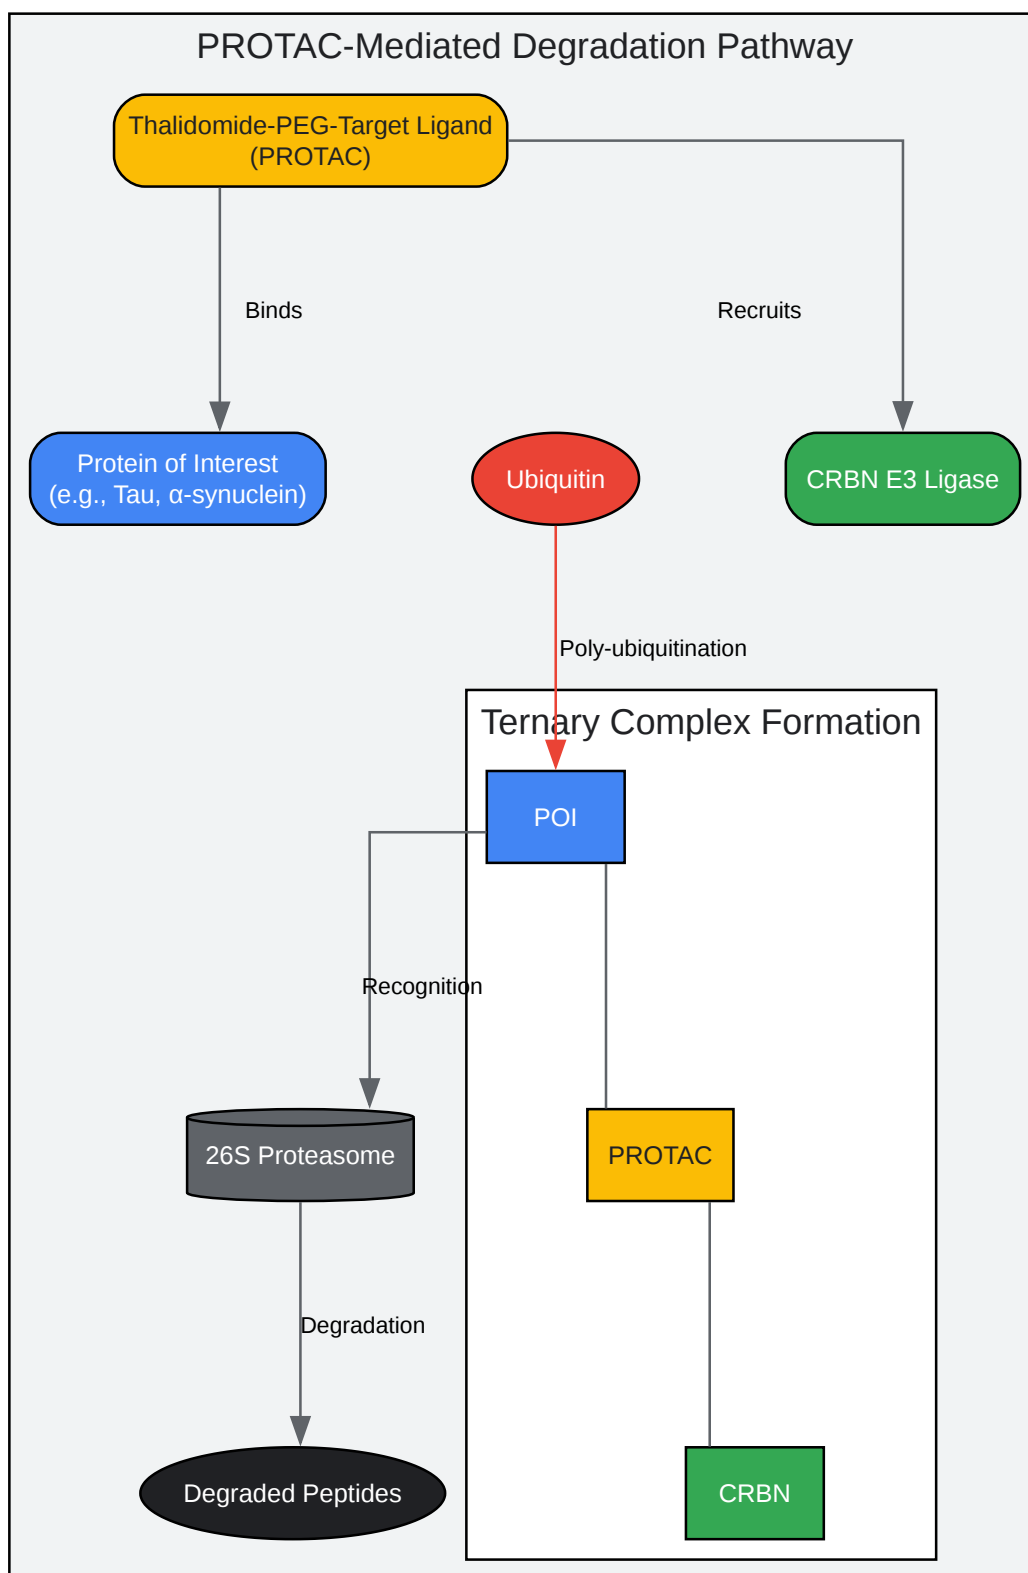 PROTAC-Mediated Degradation Pathway
Thalidomide-PEG-Target Ligand
(PROTAC)
Binds
Recruits
Protein of Interest
(e.g., Tau, α-synuclein)
Ubiquitin
CRBN E3 Ligase
Poly-ubiquitination
Ternary Complex Formation
POI
Recognition
26S Proteasome
PROTAC
Degradation
Degraded Peptides
CRBN